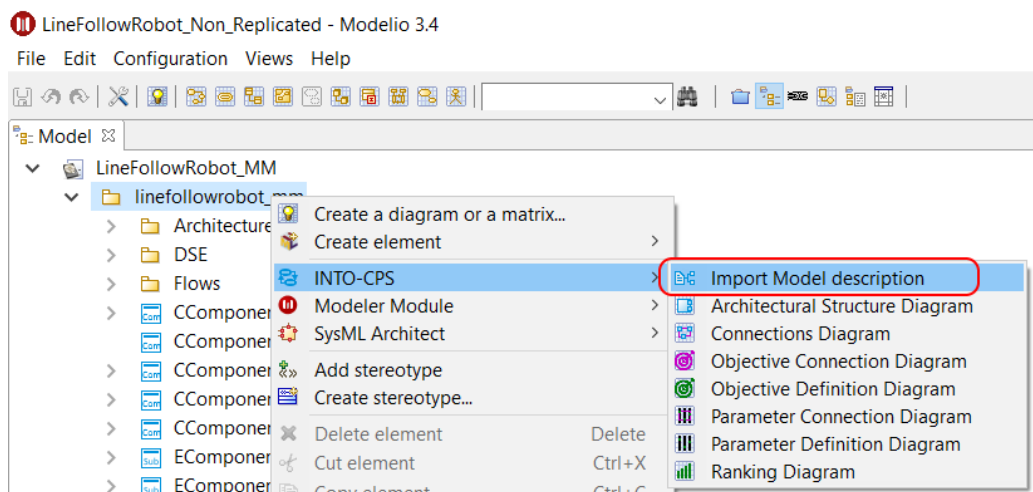 LineFollowRobot_Non_Replicated - Modelio 3.4
File Edit Configuration Views Help
Model
LineFollowRobot_MM
linefollowrobot_mm
Architecture
DSE
Flows
CComponen
CComponen
CComponen
CComponen
CComponen
EComponen
EComponen
Create a diagram or a matrix...
Create element
INTO-CPS
Modeler Module
SysML Architect
Add stereotype
Create stereotype...
Delete element Delete
Cut element Ctrl+X
Copy element Ctrl+C
Import Model description
Architectural Structure Diagram
Connections Diagram
Objective Connection Diagram
Objective Definition Diagram
Parameter Connection Diagram
Parameter Definition Diagram
Ranking Diagram